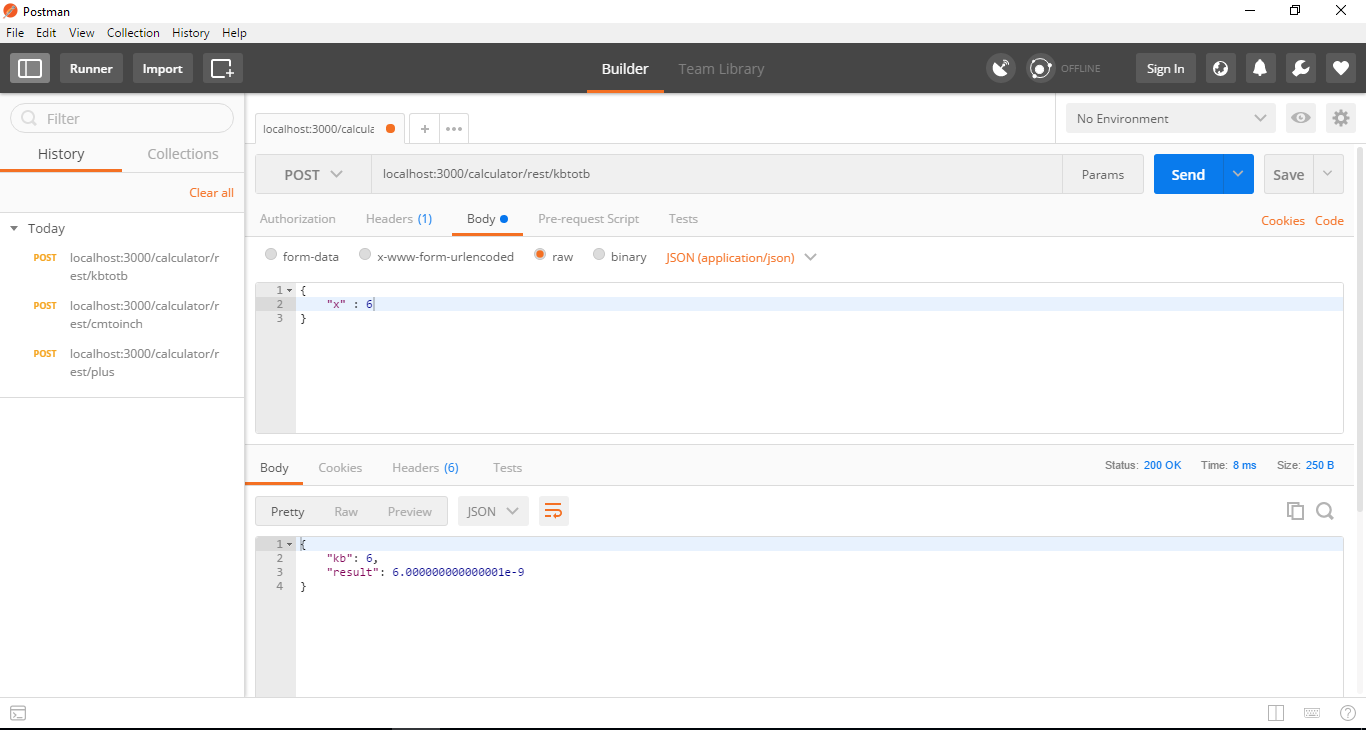 Postman
File Edit View Collection History Help
Runner Import Builder Team Library OFFLINE Sign In
Filter
History Collections
Clear all
Today
POST localhost:3000/calculator/r
est/kbtotb
POST localhost:3000/calculator/r
est/cmtoinch
POST localhost:3000/calculator/r
est/plus
localhost:3000/calcula + ••• No Environment
POST localhost:3000/calculator/rest/kbtotb Params Send Save
Authorization Headers (1) Body Pre-request Script Tests Cookies Code
form-data x-www-form-urlencoded raw binary JSON (application/json)
1 {
2 "x" : 6
3 }
Body Cookies Headers (6) Tests Status: 200 OK Time: 8 ms Size: 250 B
Pretty Raw Preview JSON
1 {
2 "kb": 6,
3 "result": 6.000000000000001e-9
4 }